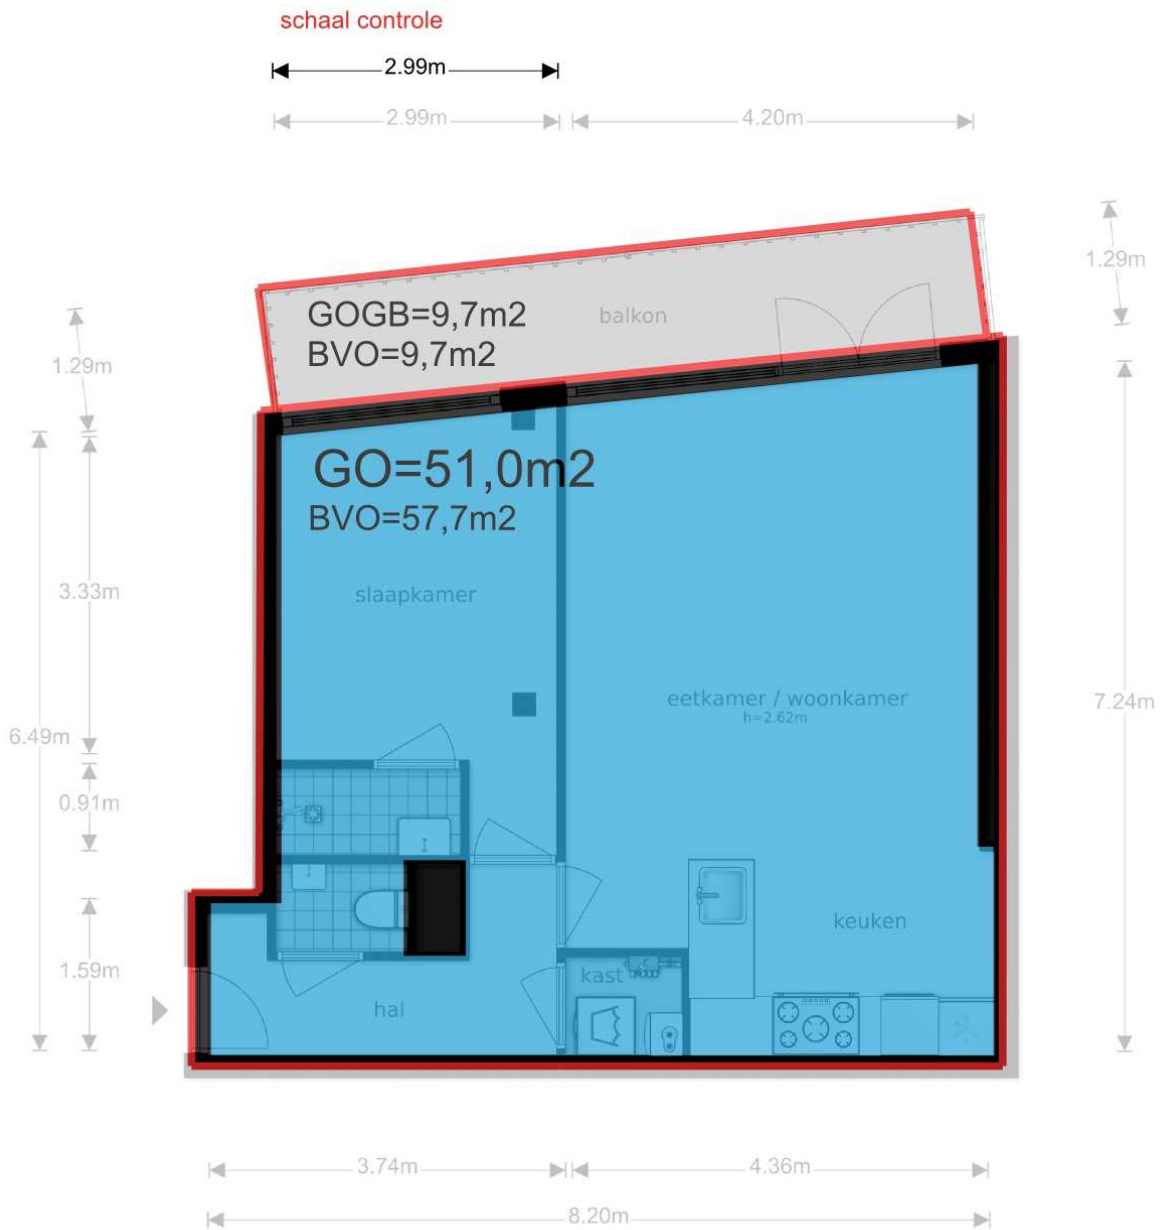 schaal controle
2.99m
2.99m
4.20m
1.29m
1.29m
GOGB=9,7m2
BVO=9,7m2
balkon
GO=51,0m2
BVO=57,7m2
3.33m
slaapkamer
eetkamer / woonkamer
h=2.62m
7.24m
6.49m
0.91m
keuken
1.59m
kast
hal
3.74m
4.36m
8.20m